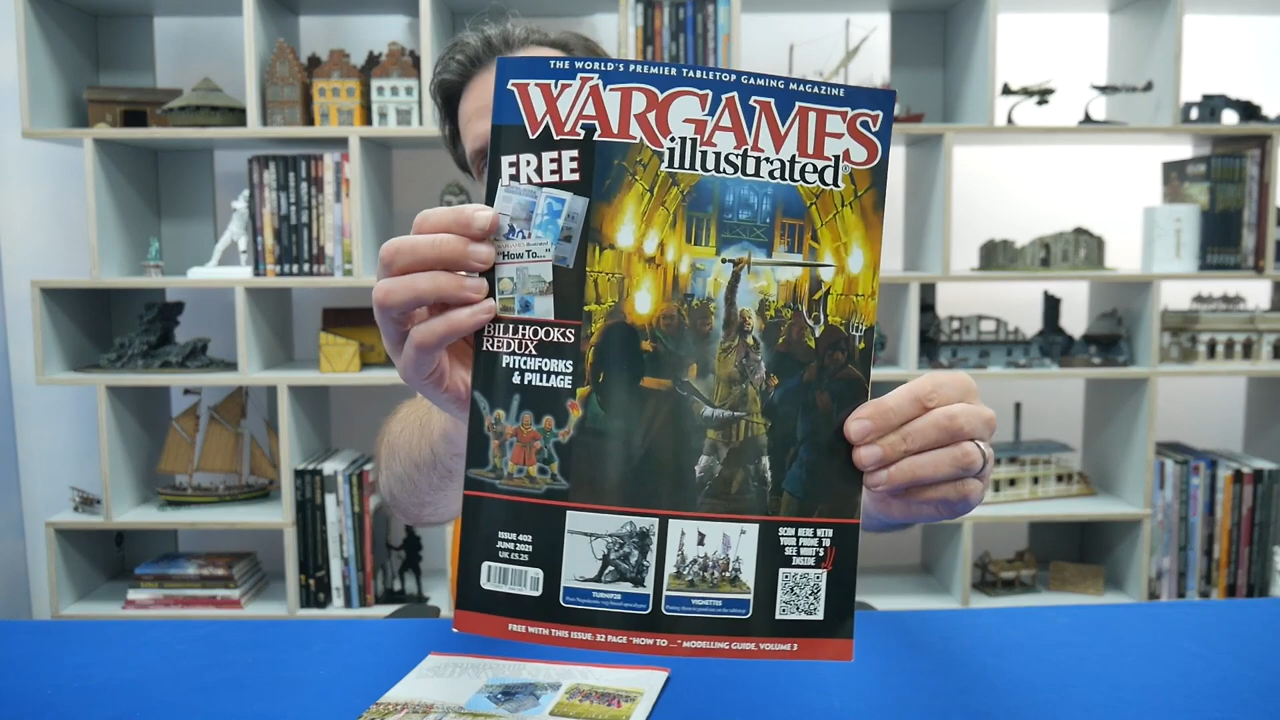 THE WORLD'S PREMIER TABLETOP GAMING MAGAZINE
WARGAMES
illustrated®
FREE
WARGAMES illustrated
"How To..."
BILLHOOKS
REDUX
PITCHFORKS
& PILLAGE
ISSUE 402
JUNE 2021
UK £5.25
TURNIP28
VIGNETTES
SCAN HERE WITH
YOUR PHONE TO
SEE WHAT'S
INSIDE
FREE WITH THIS ISSUE: 32 PAGE "HOW TO ..." MODELLING GUIDE, VOLUME 3